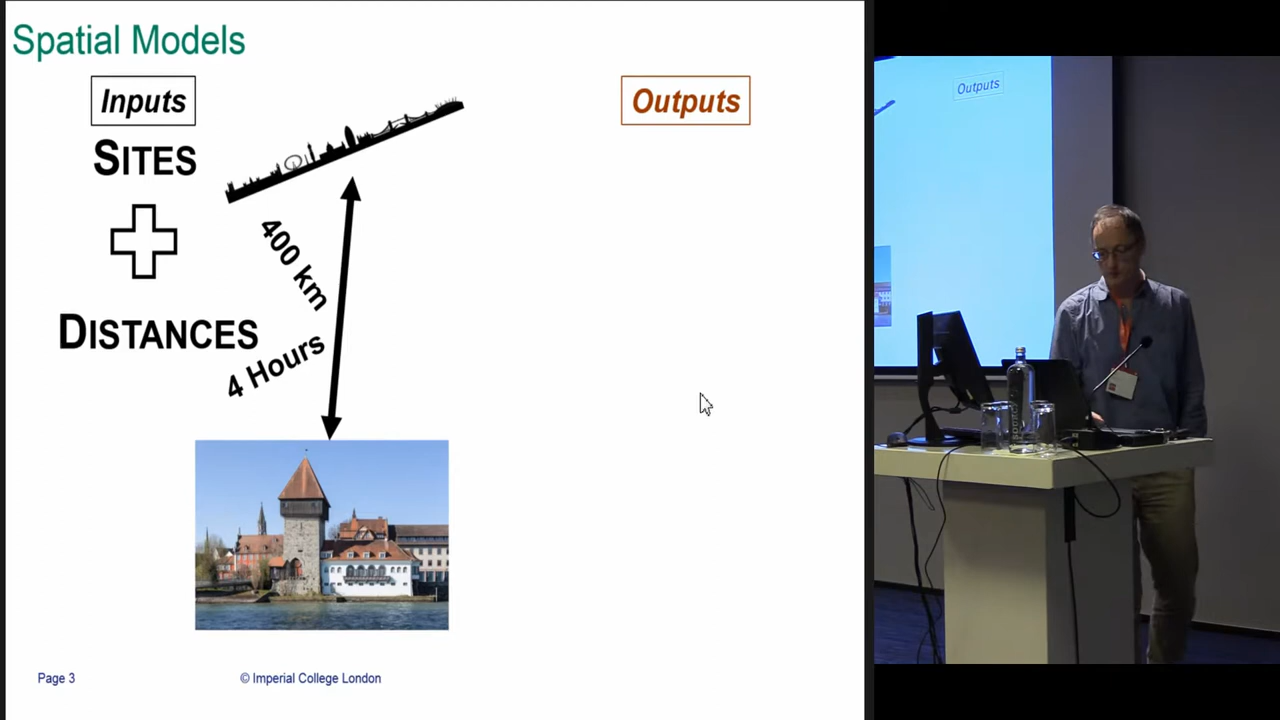 Spatial Models
Inputs
Outputs
SITES
DISTANCES
400 km
4 Hours
Page 3
© Imperial College London
Outputs